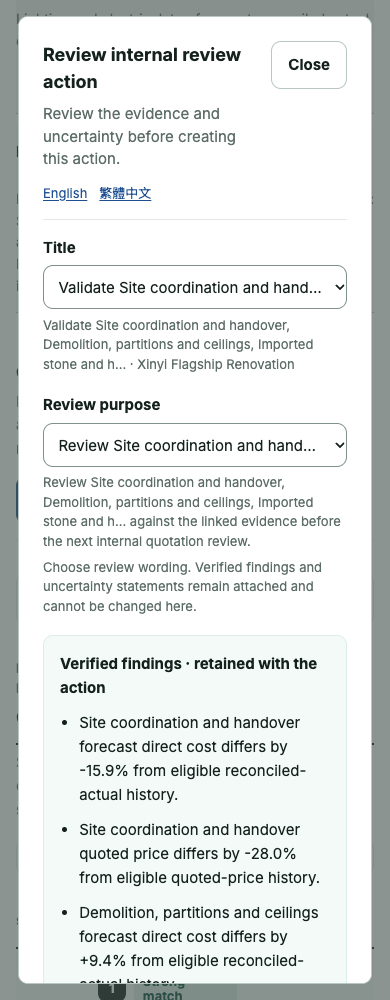 Review internal review
action
Close
Review the evidence and
uncertainty before creating
this action.
English 繁體中文
Title
Validate Site coordination and hand...
Validate Site coordination and handover,
Demolition, partitions and ceilings, Imported
stone and h... · Xinyi Flagship Renovation
Review purpose
Review Site coordination and hand...
Review Site coordination and handover,
Demolition, partitions and ceilings, Imported
stone and h... against the linked evidence before
the next internal quotation review.
Choose review wording. Verified findings and
uncertainty statements remain attached and
cannot be changed here.
Verified findings · retained with the
action
• Site coordination and handover
forecast direct cost differs by
-15.9% from eligible reconciled-
actual history.
• Site coordination and handover
quoted price differs by -28.0%
from eligible quoted-price history.
• Demolition, partitions and ceilings
forecast direct cost differs by
+9.4% from eligible reconciled-
actual history.
match